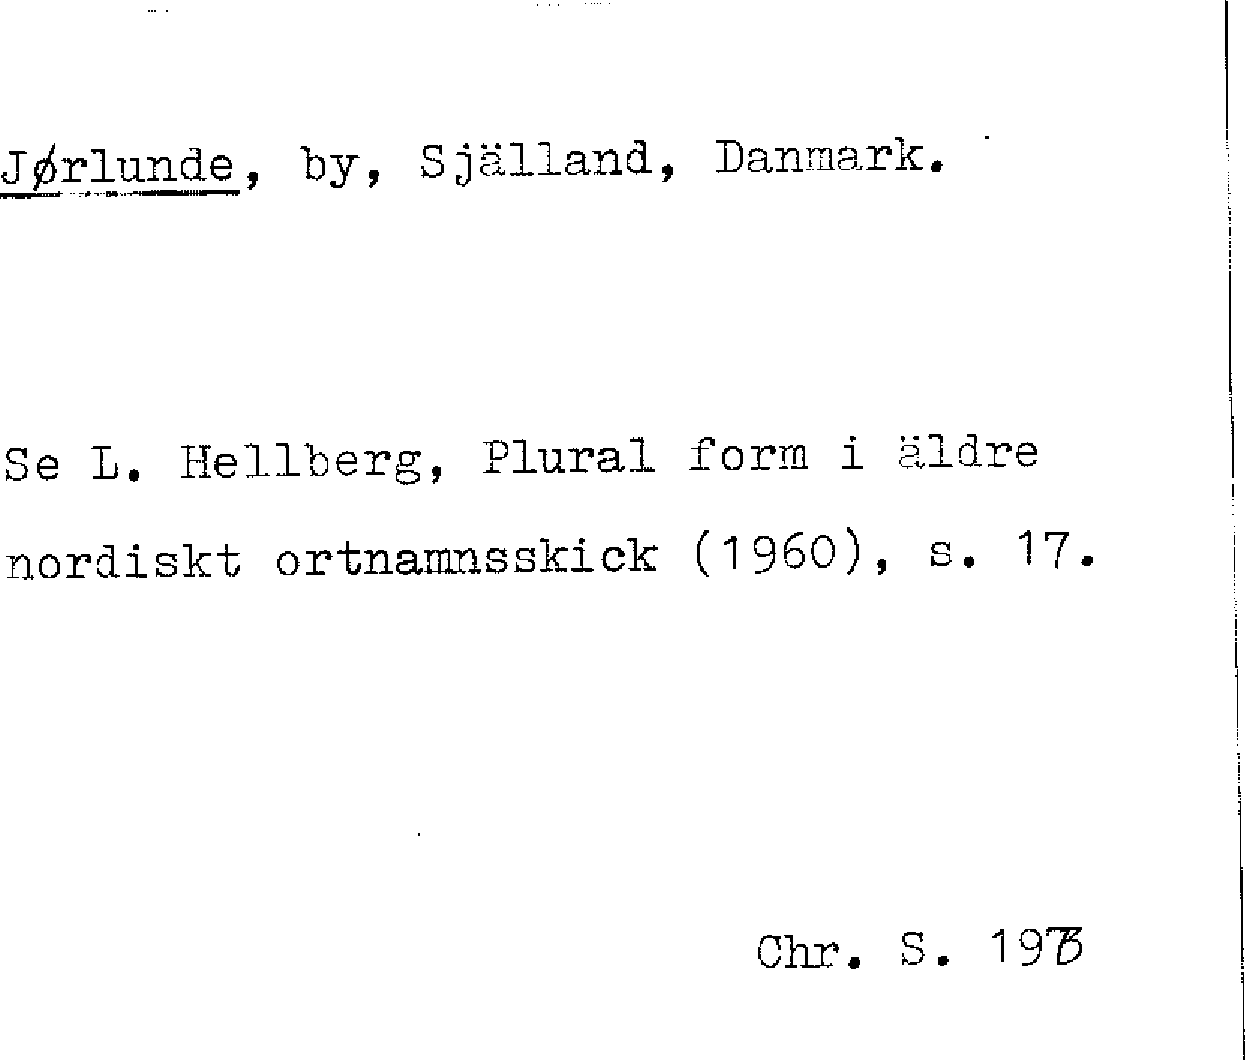 Jørlunde, by, Själland, Danmark.
Se L. Hellberg, Plural form i äldre
nordiskt ortnamnsskick (1960), s. 17.
Chr. S.